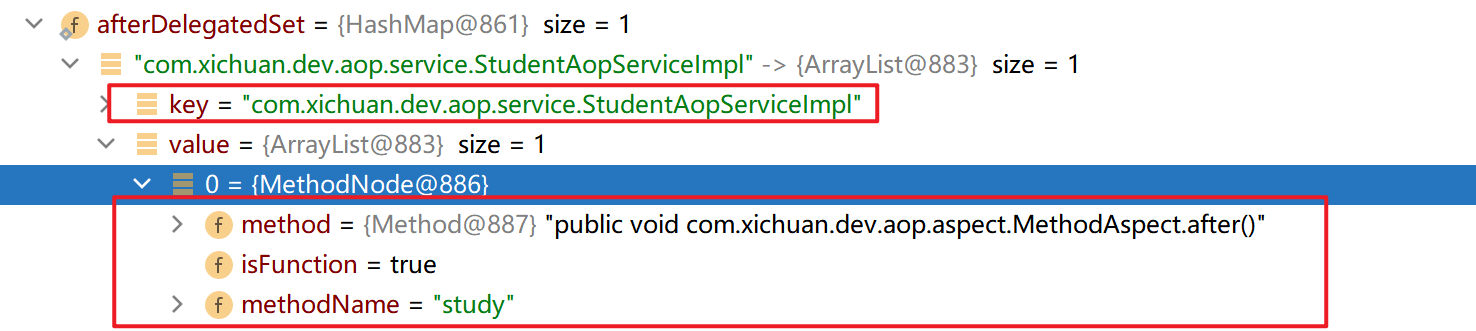 f afterDelegatedSet = {HashMap@861} size = 1
"com.xichuan.dev.aop.service.StudentAopServiceImpl" -> {ArrayList@883} size = 1
key = "com.xichuan.dev.aop.service.StudentAopServiceImpl"
value = {ArrayList@883} size = 1
0 = {MethodNode@886}
f method = {Method@887} "public void com.xichuan.dev.aop.aspect.MethodAspect.after()"
f isFunction = true
f methodName = "study"